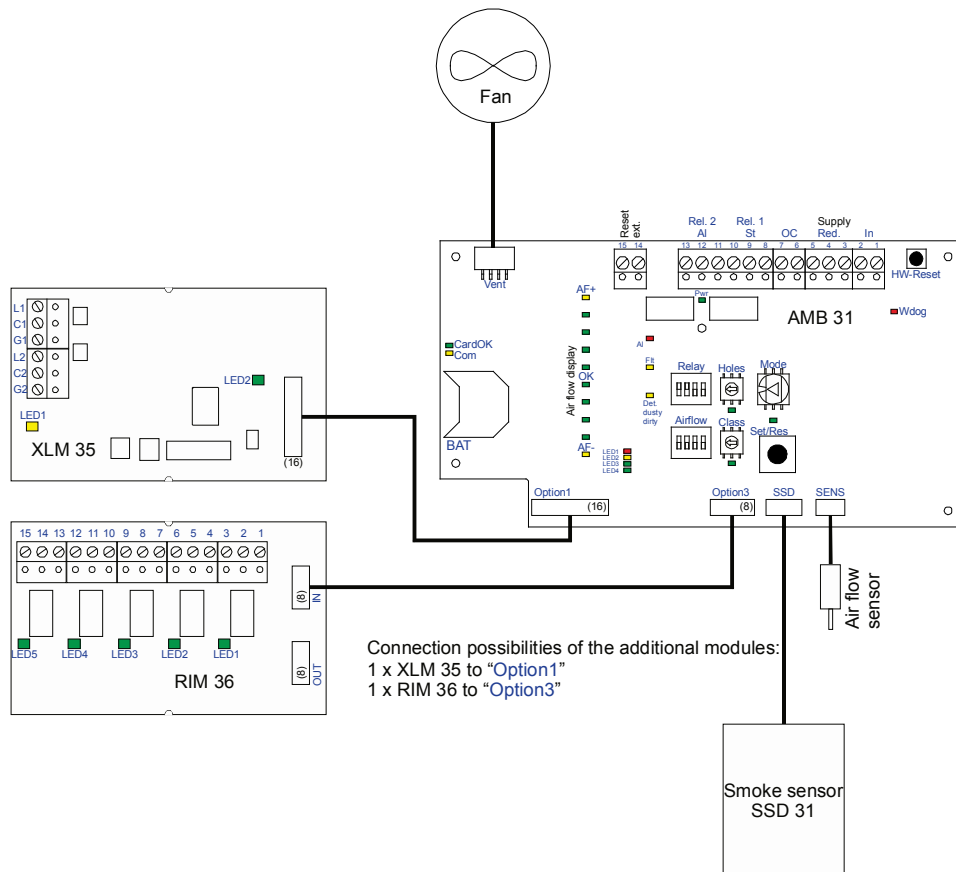 Fan
Reset
ext.
15 14
Rel. 2
Al
Rel. 1
St
OC
Supply
Red.
In
13 12 11 10 9 8 7 6 5 4 3 2 1
HW-Reset
Vent
Pwr
AMB 31
Wdog
AF+
CardOK
Com
Air flow display
OK
AF-
BAT
Al
Flt
Det.
dusty
dirty
Relay
Holes
Mode
Airflow
Class
Set/Res
LED1
LED2
LED3
LED4
Option1
(16)
Option3
(8)
SSD
SENS
L1
C1
G1
L2
C2
G2
LED2
LED1
XLM 35
(16)
15 14 13 12 11 10 9 8 7 6 5 4 3 2 1
(8)
IN
LED5
LED4
LED3
LED2
LED1
(8)
OUT
RIM 36
Air flow
sensor
Connection possibilities of the additional modules:
1 x XLM 35 to “Option1”
1 x RIM 36 to “Option3”
Smoke sensor
SSD 31